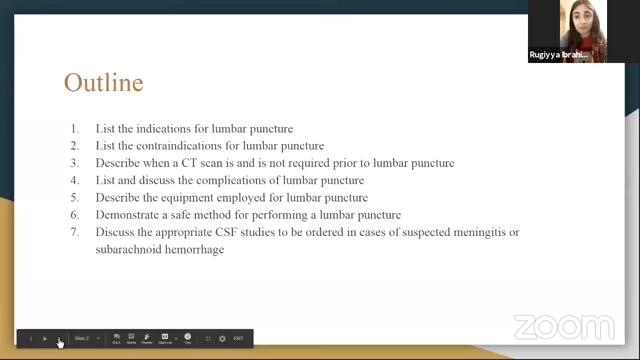 Rugiyya Ibrahi...
Outline
1. List the indications for lumbar puncture
2. List the contraindications for lumbar puncture
3. Describe when a CT scan is and is not required prior to lumbar puncture
4. List and discuss the complications of lumbar puncture
5. Describe the equipment employed for lumbar puncture
6. Demonstrate a safe method for performing a lumbar puncture
7. Discuss the appropriate CSF studies to be ordered in cases of suspected meningitis or
subarachnoid hemorrhage
Slide 2
EXIT
zoom